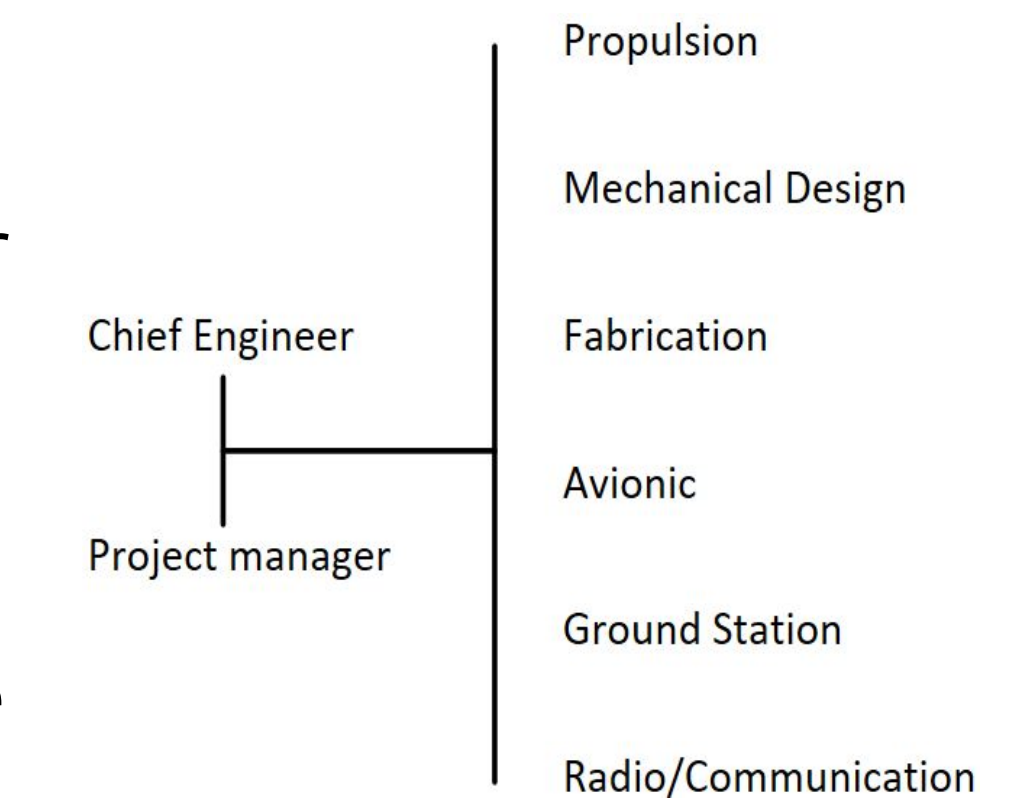 Propulsion
Mechanical Design
Chief Engineer
Fabrication
Avionic
Project manager
Ground Station
Radio/Communication